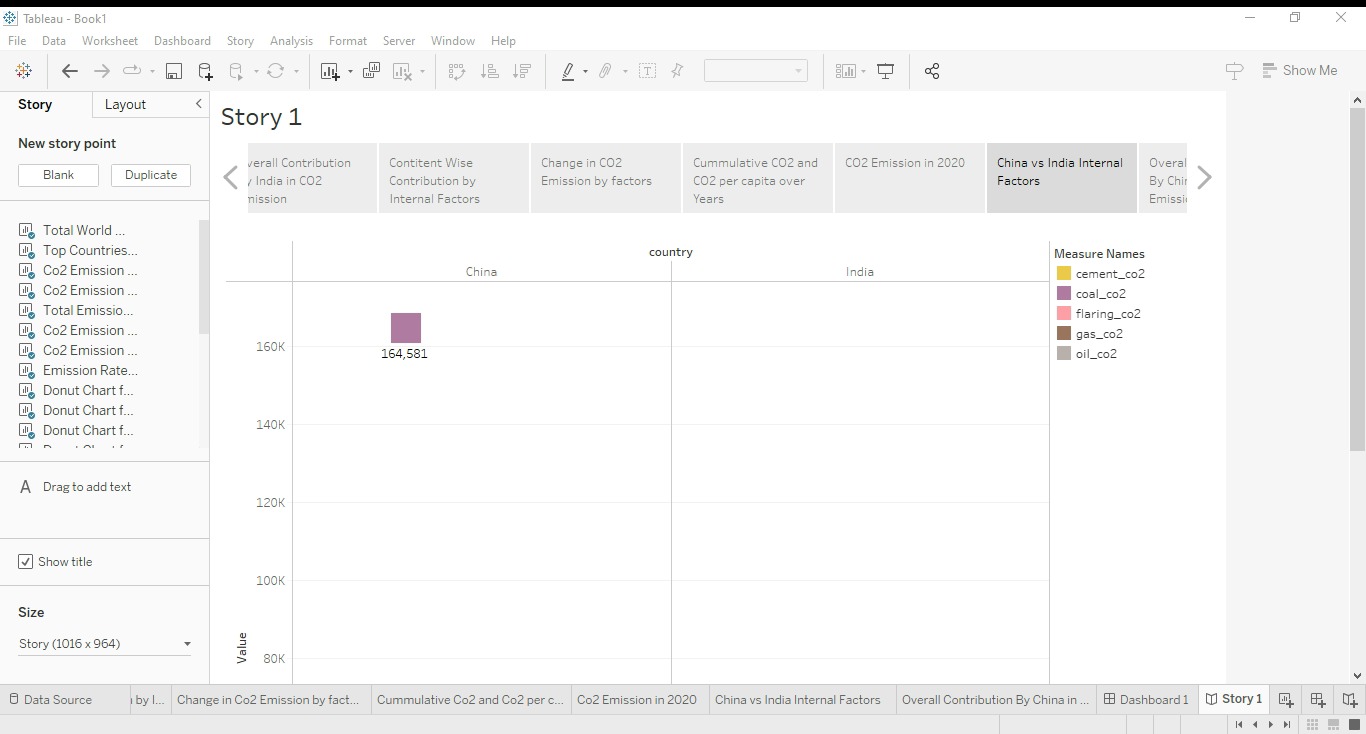 Tableau - Book1
File Data Worksheet Dashboard Story Analysis Format Server Window Help
Show Me
Story Layout
New story point
Blank Duplicate
Total World ...
Top Countries...
Co2 Emission ...
Co2 Emission ...
Total Emissio...
Co2 Emission ...
Co2 Emission ...
Emission Rate...
Donut Chart f...
Donut Chart f...
Donut Chart f...
A Drag to add text
Show title
Size
Story (1016 x 964)
Story 1
verall Contribution
y India in CO2
mission
Contitent Wise
Contribution by
Internal Factors
Change in CO2
Emission by factors
Cummulative CO2 and
CO2 per capita over
Years
CO2 Emission in 2020
China vs India Internal
Factors
Overal
By Chin
Emissi
country
China India
160K
140K
120K
100K
80K
Value
164,581
Measure Names
cement_co2
coal_co2
flaring_co2
gas_co2
oil_co2
Data Source by I... Change in Co2 Emission by fact... Cummulative Co2 and Co2 per c... Co2 Emission in 2020 China vs India Internal Factors Overall Contribution By China in ... Dashboard 1 Story 1